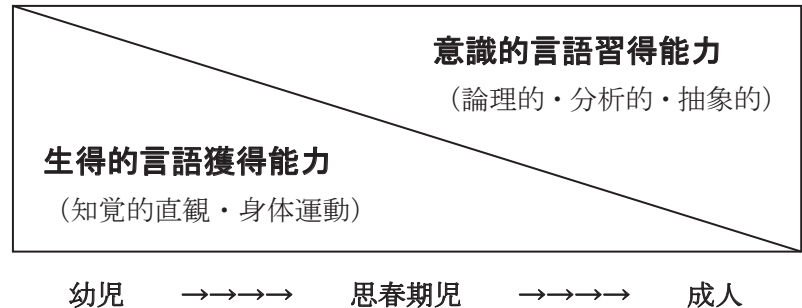 意識的言語習得能力
（論理的・分析的・抽象的）
生得的言語獲得能力
（知覚的直観・身体運動）
幼児 →→→→ 思春期児 →→→→ 成人